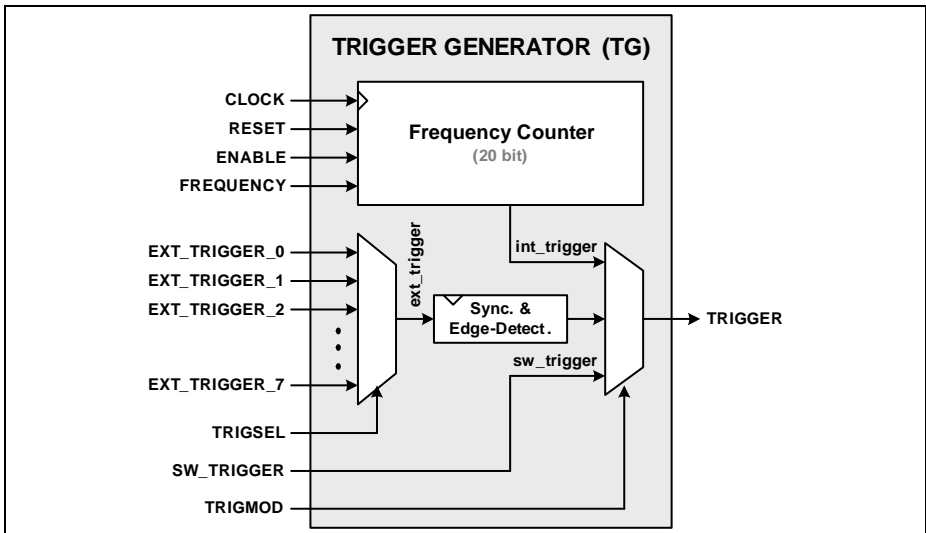 TRIGGER GENERATOR (TG)
CLOCK
RESET
ENABLE
FREQUENCY
Frequency Counter
(20 bit)
EXT_TRIGGER_0
EXT_TRIGGER_1
EXT_TRIGGER_2
EXT_TRIGGER_7
ext_trigger
int_trigger
Sync. &
Edge-Detect.
sw_trigger
TRIGGER
TRIGSEL
SW_TRIGGER
TRIGMOD